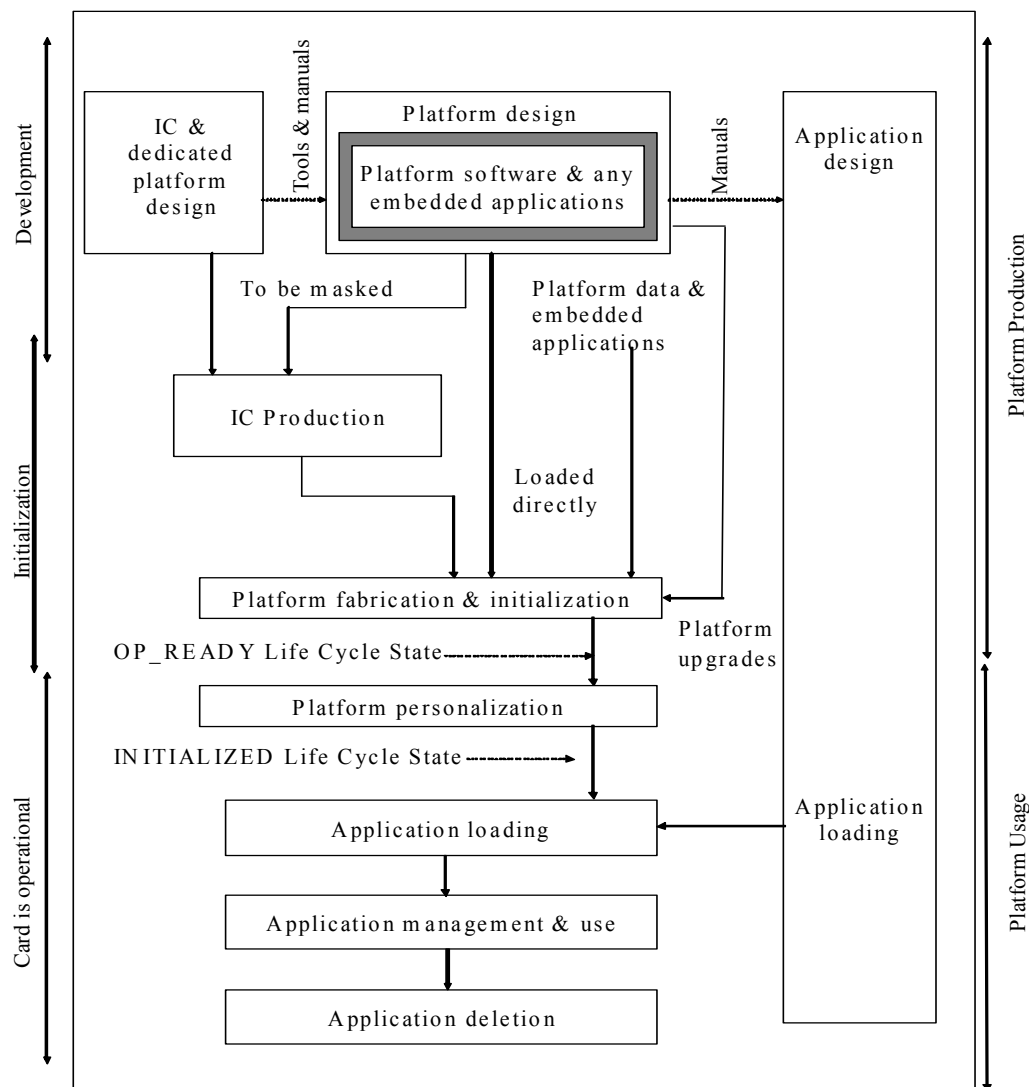 Development
Initialization
Card is operational
IC &
dedicated
platform
design
Tools & manuals
Platform design
Platform software & any
embedded applications
Manuals
Application
design
To be masked
Platform data &
embedded
applications
IC Production
Loaded
directly
Platform fabrication & initialization
OP_READY Life Cycle State
Platform
upgrades
Platform personalization
INITIALIZED Life Cycle State
Application loading
Application
loading
Application management & use
Application deletion
Platform Production
Platform Usage